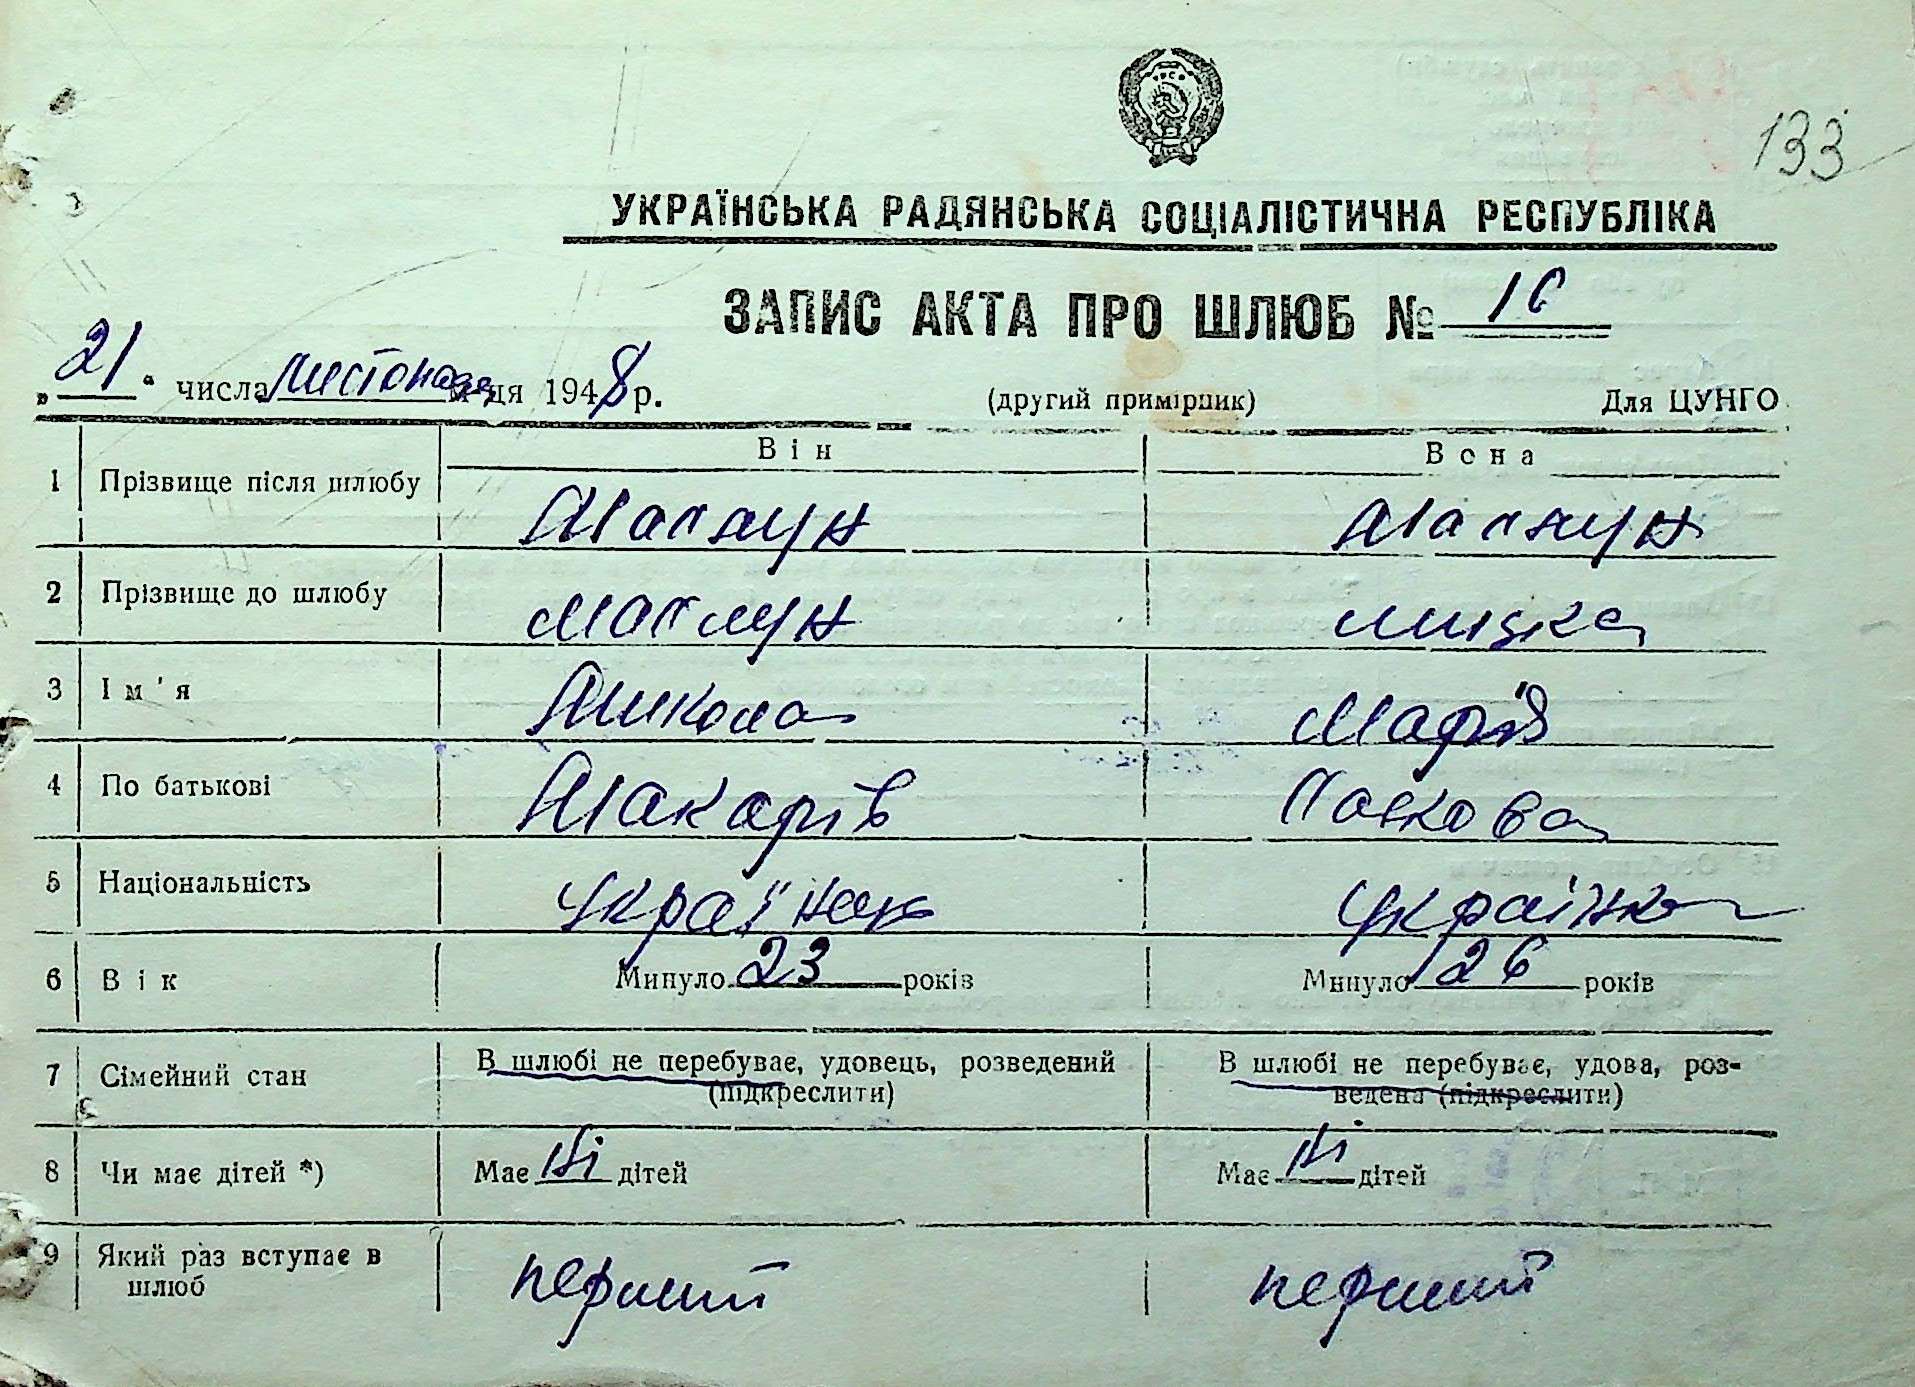 133
УКРАЇНСЬКА РАДЯНСЬКА СОЦІАЛІСТИЧНА РЕСПУБЛІКА
ЗАПИС АКТА ПРО ШЛЮБ №
„21“ числа листопада м-ця 1948 р. (другий примірник) Для ЦУНГО
Він Вона
1 Прізвище після шлюбу
2 Прізвище до шлюбу
3 Ім'я Микола Марія
4 По батькові Макарів
5 Національність Українець Українка
6 Вік Минуло 23 років Минуло 26 років
7 Сімейний стан В шлюбі не перебуває, удовець, розведений В шлюбі не перебуває, удова, роз-
(підкреслити) ведена (підкреслити)
8 Чи має дітей *) Має Ні дітей Має Ні дітей
9 Який раз вступає в перший перший
шлюб